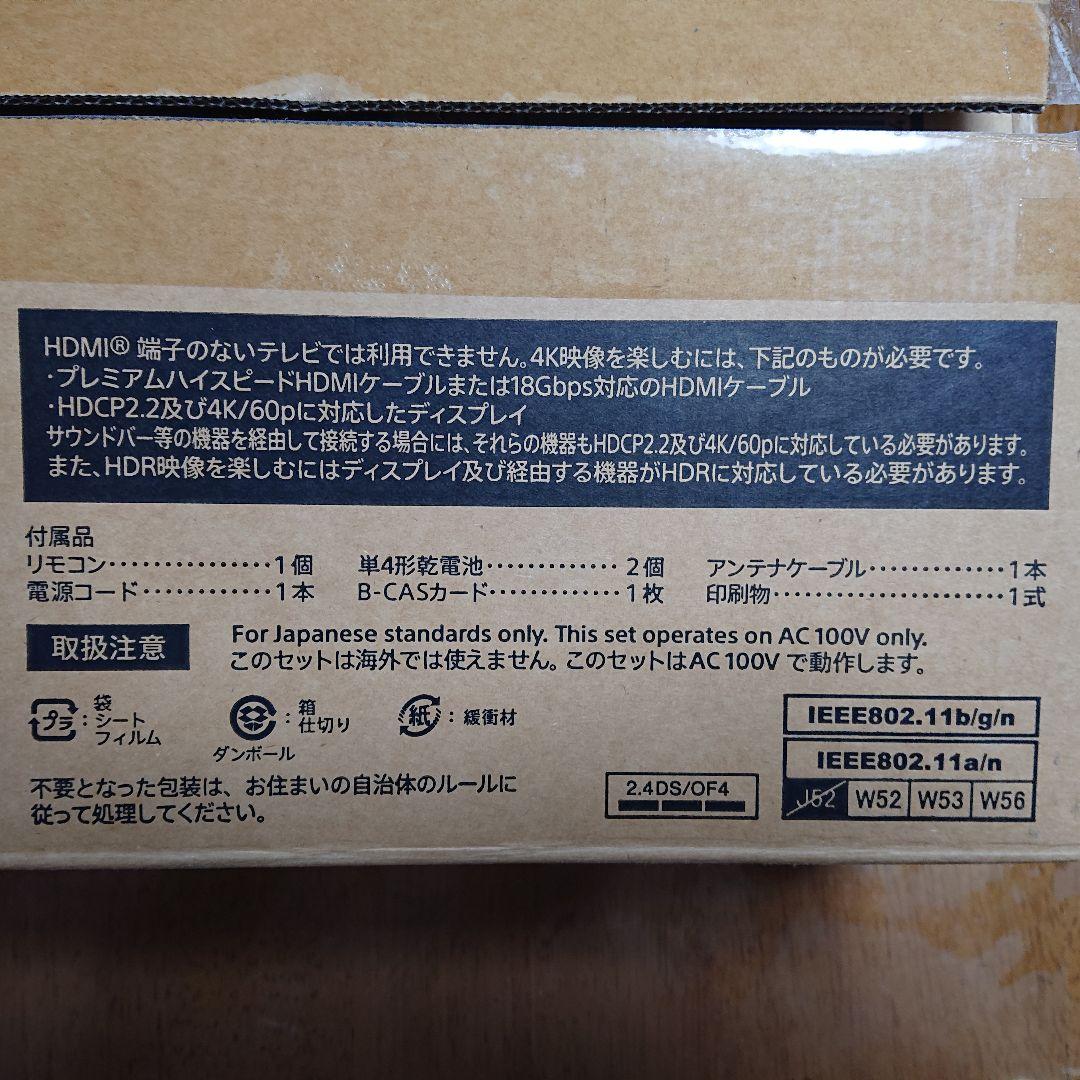 HDMI® 端子のないテレビでは利用できません。4K映像を楽しむには、下記のものが必要です。
・プレミアムハイスピードHDMIケーブルまたは18Gbps対応のHDMIケーブル
・HDCP2.2及び4K/60pに対応したディスプレイ
サウンドバー等の機器を経由して接続する場合には、それらの機器もHDCP2.2及び4K/60pに対応している必要があります。
また、HDR映像を楽しむにはディスプレイ及び経由する機器がHDRに対応している必要があります。
付属品
リモコン・・・・・・・・・・・・・・・1個 単4形乾電池・・・・・・・・・・・・・2個 アンテナケーブル・・・・・・・・・・・・・1本
電源コード・・・・・・・・・・・・・1本 B-CASカード・・・・・・・・・・・・・1枚 印刷物・・・・・・・・・・・・・・・・・・・・・・1式
取扱注意
For Japanese standards only. This set operates on AC100V only.
このセットは海外では使えません。このセットはAC100V で動作します。
プラ:袋
シート
フィルム
ダンボール:箱
仕切り
紙:緩衝材
不要となった包装は、お住まいの自治体のルールに
従って処理してください。
2.4DS/OF4
IEEE802.11b/g/n
IEEE802.11a/n
J52 W52 W53 W56